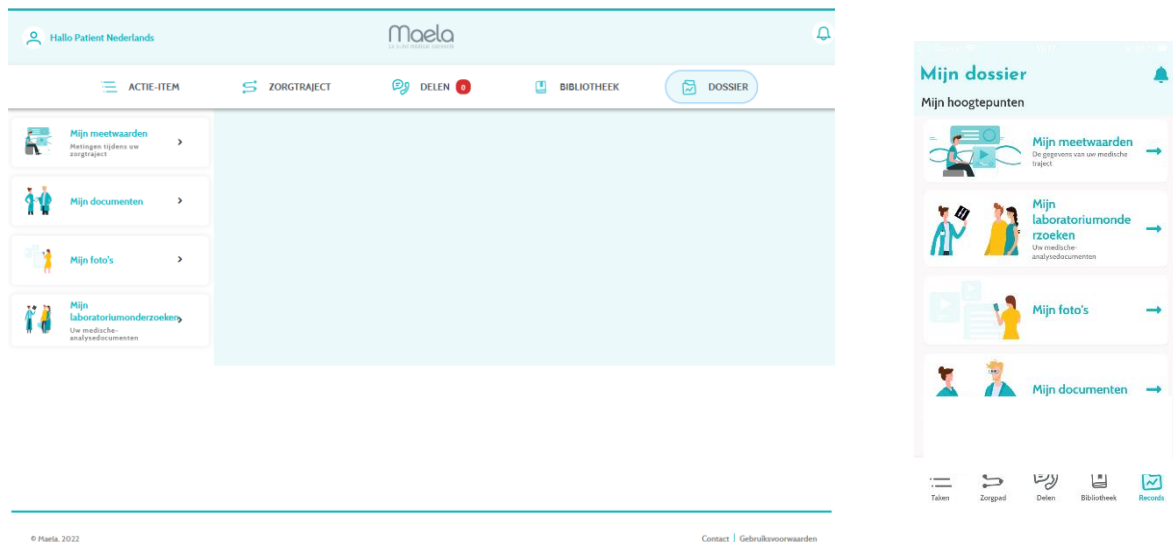 Hallo Patient Nederlands
Maela
ACTIE-ITEM
ZORGTRAJECT
DELEN 0
BIBLIOTHEEK
DOSSIER
Mijn meetwaarden
Metingen tijdens uw
zorgtraject
Mijn documenten
Mijn foto's
Mijn
laboratoriumonderzoeken
Uw medische-
analysedocumenten
© Maela, 2022
Contact | Gebruiksvoorwaarden
Mijn dossier
Mijn hoogtepunten
Mijn meetwaarden
De gegevens van uw medische
traject
Mijn
laboratoriumonde
rzoeken
Uw medische-
analysedocumenten
Mijn foto's
Mijn documenten
Taken
Zorgpad
Delen
Bibliotheek
Records